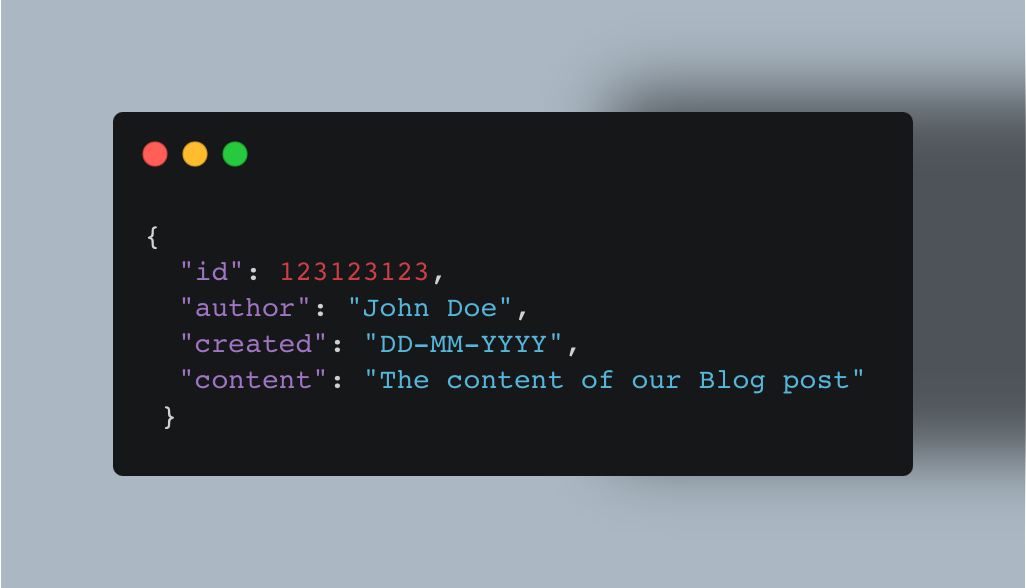 {
"id": 123123123,
"author": "John Doe",
"created": "DD-MM-YYYY",
"content": "The content of our Blog post"
}